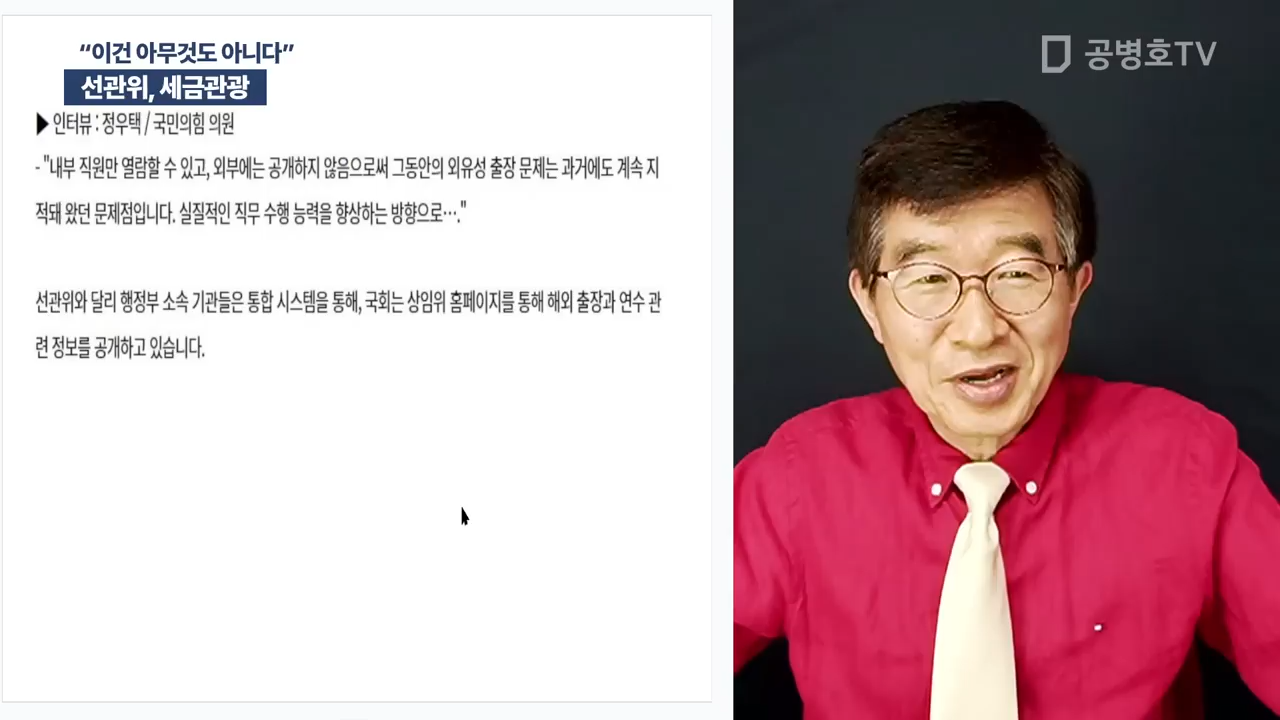 “이건 아무것도 아니다”
선관위, 세금관광
▶ 인터뷰 : 정우택 / 국민의힘 의원
- "내부 직원만 열람할 수 있고, 외부에는 공개하지 않음으로써 그동안의 외유성 출장 문제는 과거에도 계속 지
적돼 왔던 문제점입니다. 실질적인 직무 수행 능력을 향상하는 방향으로…."
선관위와 달리 행정부 소속 기관들은 통합 시스템을 통해, 국회는 상임위 홈페이지를 통해 해외 출장과 연수 관
련 정보를 공개하고 있습니다.
공병호TV